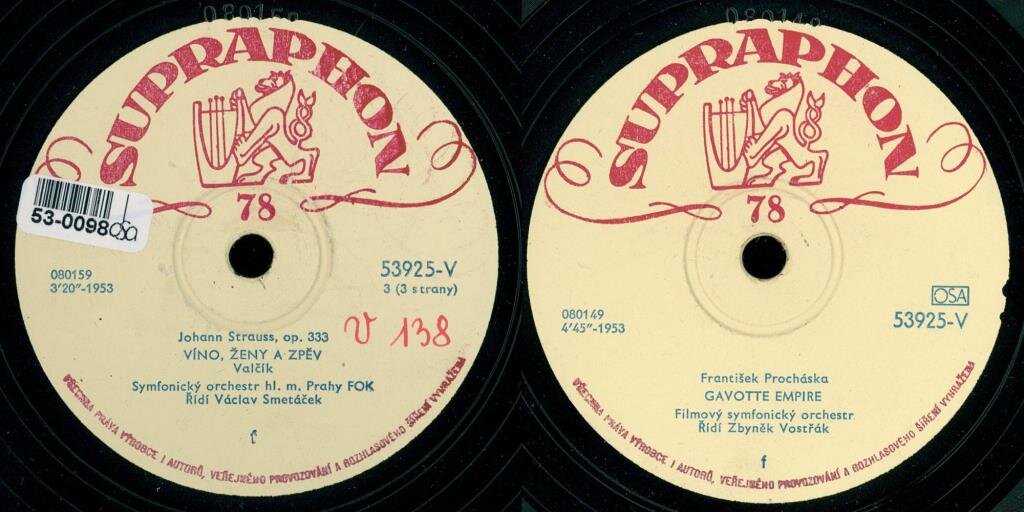 080159
SUPRAPHON
78
53-0098
080159
3'20"-1953
53925-V
3 (3 strany)
V 138
Johann Strauss, op. 333
VÍNO, ŽENY A ZPĚV
Valčík
Symfonický orchestr hl. m. Prahy FOK
Řídí Václav Smetáček
VŠECHNA PRÁVA VÝROBCE I AUTORŮ, VEŘEJNÉHO PROVOZOVÁNÍ A ROZHLASOVÉHO ŠÍŘENÍ VYHRAŽENA
080149
SUPRAPHON
78
080149
4'45"-1953
OSA
53925-V
František Procháska
GAVOTTE EMPIRE
Filmový symfonický orchestr
Řídí Zbyněk Vostřák
f
VŠECHNA PRÁVA VÝROBCE I AUTORŮ, VEŘEJNÉHO PROVOZOVÁNÍ A ROZHLASOVÉHO ŠÍŘENÍ VYHRAŽENA